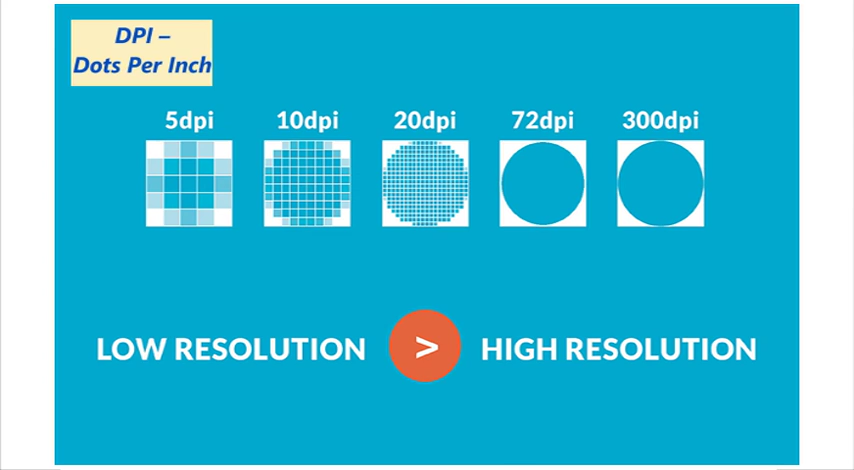 DPI –
Dots Per Inch
5dpi 10dpi 20dpi 72dpi 300dpi
LOW RESOLUTION > HIGH RESOLUTION